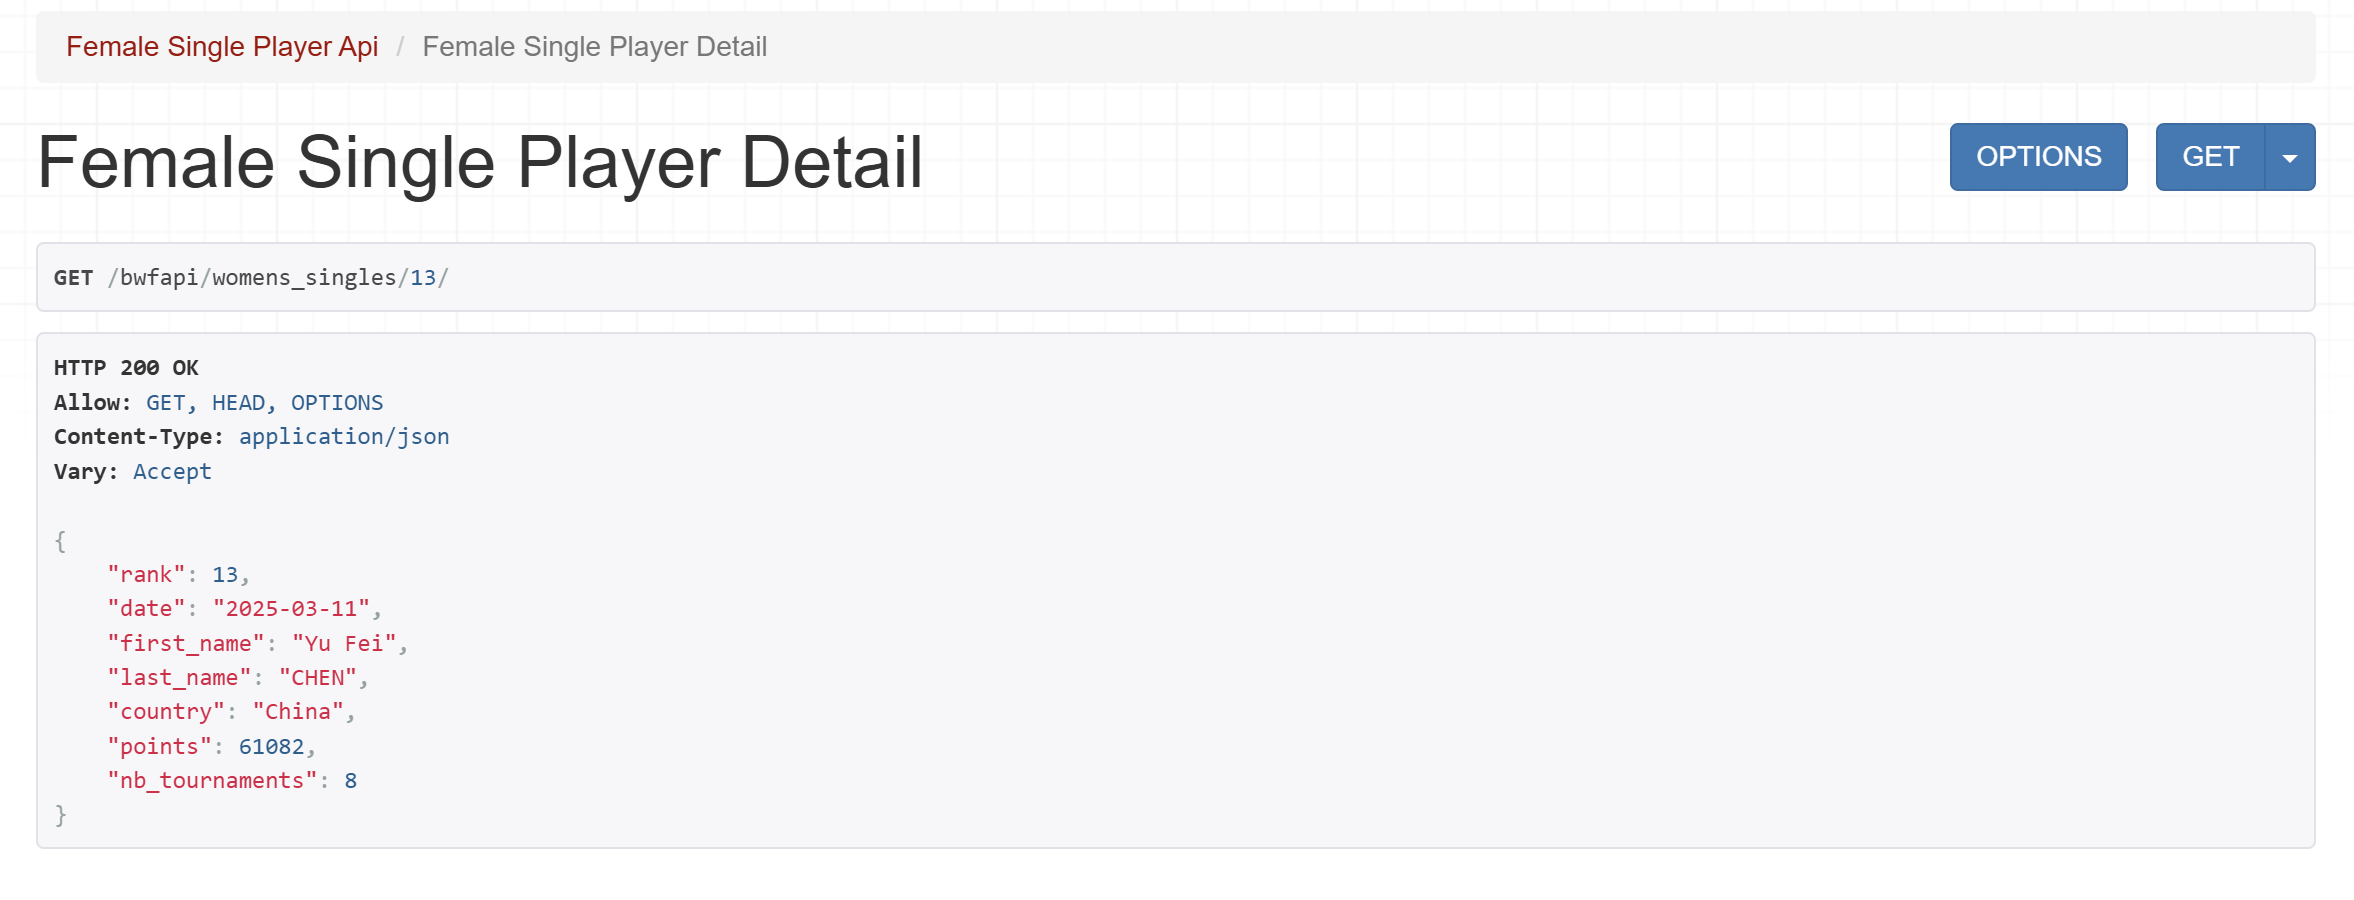 Female Single Player Api / Female Single Player Detail
Female Single Player Detail
OPTIONS
GET
GET /bwfapi/womens_singles/13/
HTTP 200 OK
Allow: GET, HEAD, OPTIONS
Content-Type: application/json
Vary: Accept
{
    "rank": 13,
    "date": "2025-03-11",
    "first_name": "Yu Fei",
    "last_name": "CHEN",
    "country": "China",
    "points": 61082,
    "nb_tournaments": 8
}